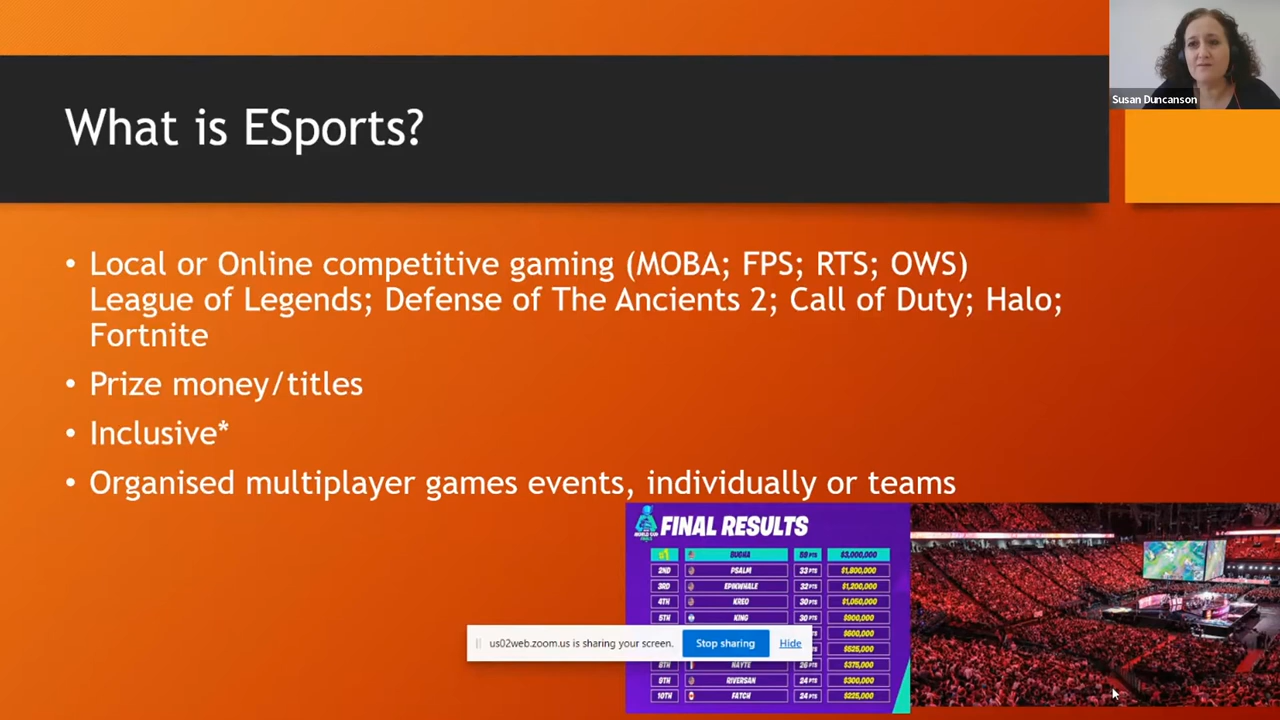 Susan Duncanson
What is ESports?
• Local or Online competitive gaming (MOBA; FPS; RTS; OWS)
League of Legends; Defense of The Ancients 2; Call of Duty; Halo;
Fortnite
• Prize money/titles
• Inclusive*
• Organised multiplayer games events, individually or teams
FINAL RESULTS
#1 BUGHA 59 PTS $3,000,000
2ND PSALM 33 PTS $1,800,000
3RD EPIKWHALE 32 PTS $1,200,000
4TH KREO 30 PTS $1,050,000
5TH KING 30 PTS $900,000
$600,000
us02web.zoom.us is sharing your screen. Stop sharing Hide
$525,000
$375,000
9TH RIVERSAN 24 PTS $300,000
10TH FATCH 24 PTS $225,000